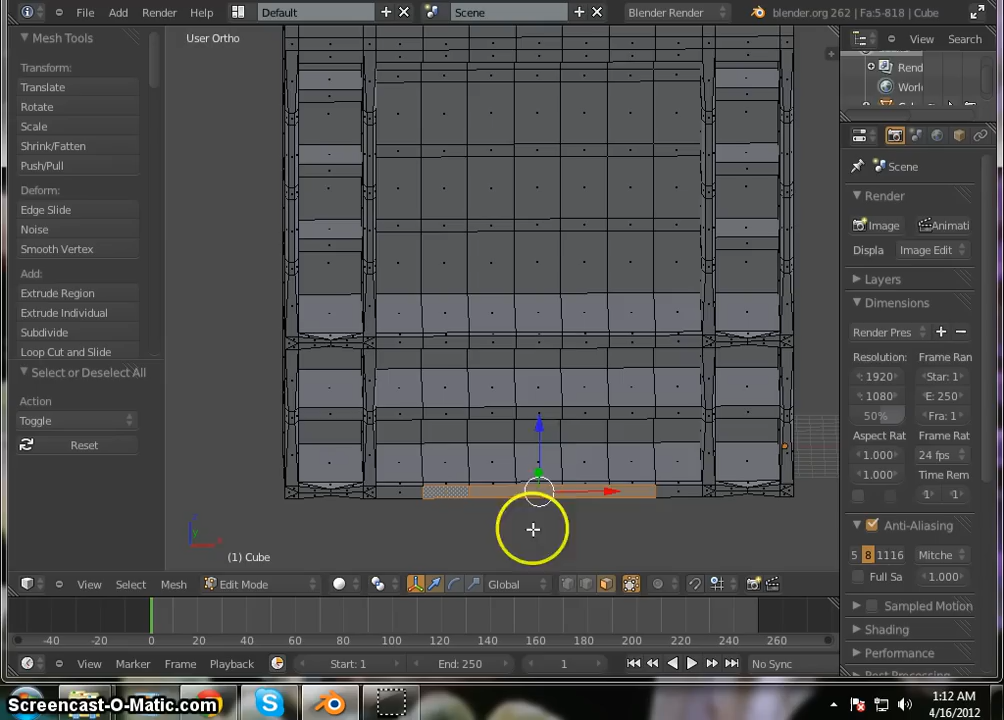 File Add Render Help Default Scene Blender Render blender.org 262 | Fa:5-818 | Cube
Mesh Tools
Transform:
Translate
Rotate
Scale
Shrink/Fatten
Push/Pull
Deform:
Edge Slide
Noise
Smooth Vertex
Add:
Extrude Region
Extrude Individual
Subdivide
Loop Cut and Slide
Select or Deselect All
Action
Toggle
Reset
User Ortho
(1) Cube
View Select Mesh Edit Mode Global
-40 -20 0 20 40 60 80 100 120 140 160 180 200 220 240 260
View Marker Frame Playback Start: 1 End: 250 1 No Sync
View Search
Rend
Worl
Scene
Render
Image Animati
Displa Image Edit
Layers
Dimensions
Render Pres
Resolution: Frame Ran
1920 Star: 1
1080 E: 250
50% Fra: 1
Aspect Rat Frame Rat
1.000 24 fps
1.000 Time Rem
1 1
Anti-Aliasing
5 8 11 16 Mitche
Full Sa 1.000
Sampled Motion
Shading
Performance
Screencast-O-Matic.com
1:12 AM
4/16/2012